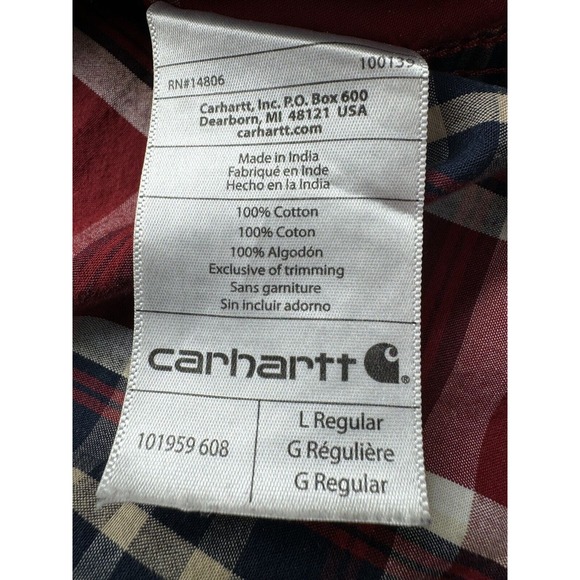 RN#14806
100139
Carhartt, Inc. P.O. Box 600
Dearborn, MI 48121 USA
carhartt.com
Made in India
Fabriqué en Inde
Hecho en la India
100% Cotton
100% Coton
100% Algodón
Exclusive of trimming
Sans garniture
Sin incluir adorno
carhartt
101959 608
L Regular
G Régulière
G Regular